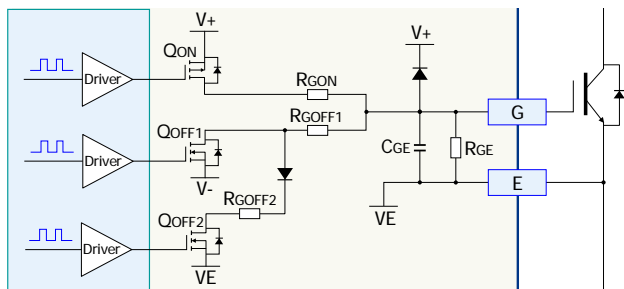 V+
V+
QON
Driver
RGON
RGOFF1
G
QOFF1
Driver
CGE
RGE
V-
E
RGOFF2
QOFF2
VE
Driver
VE